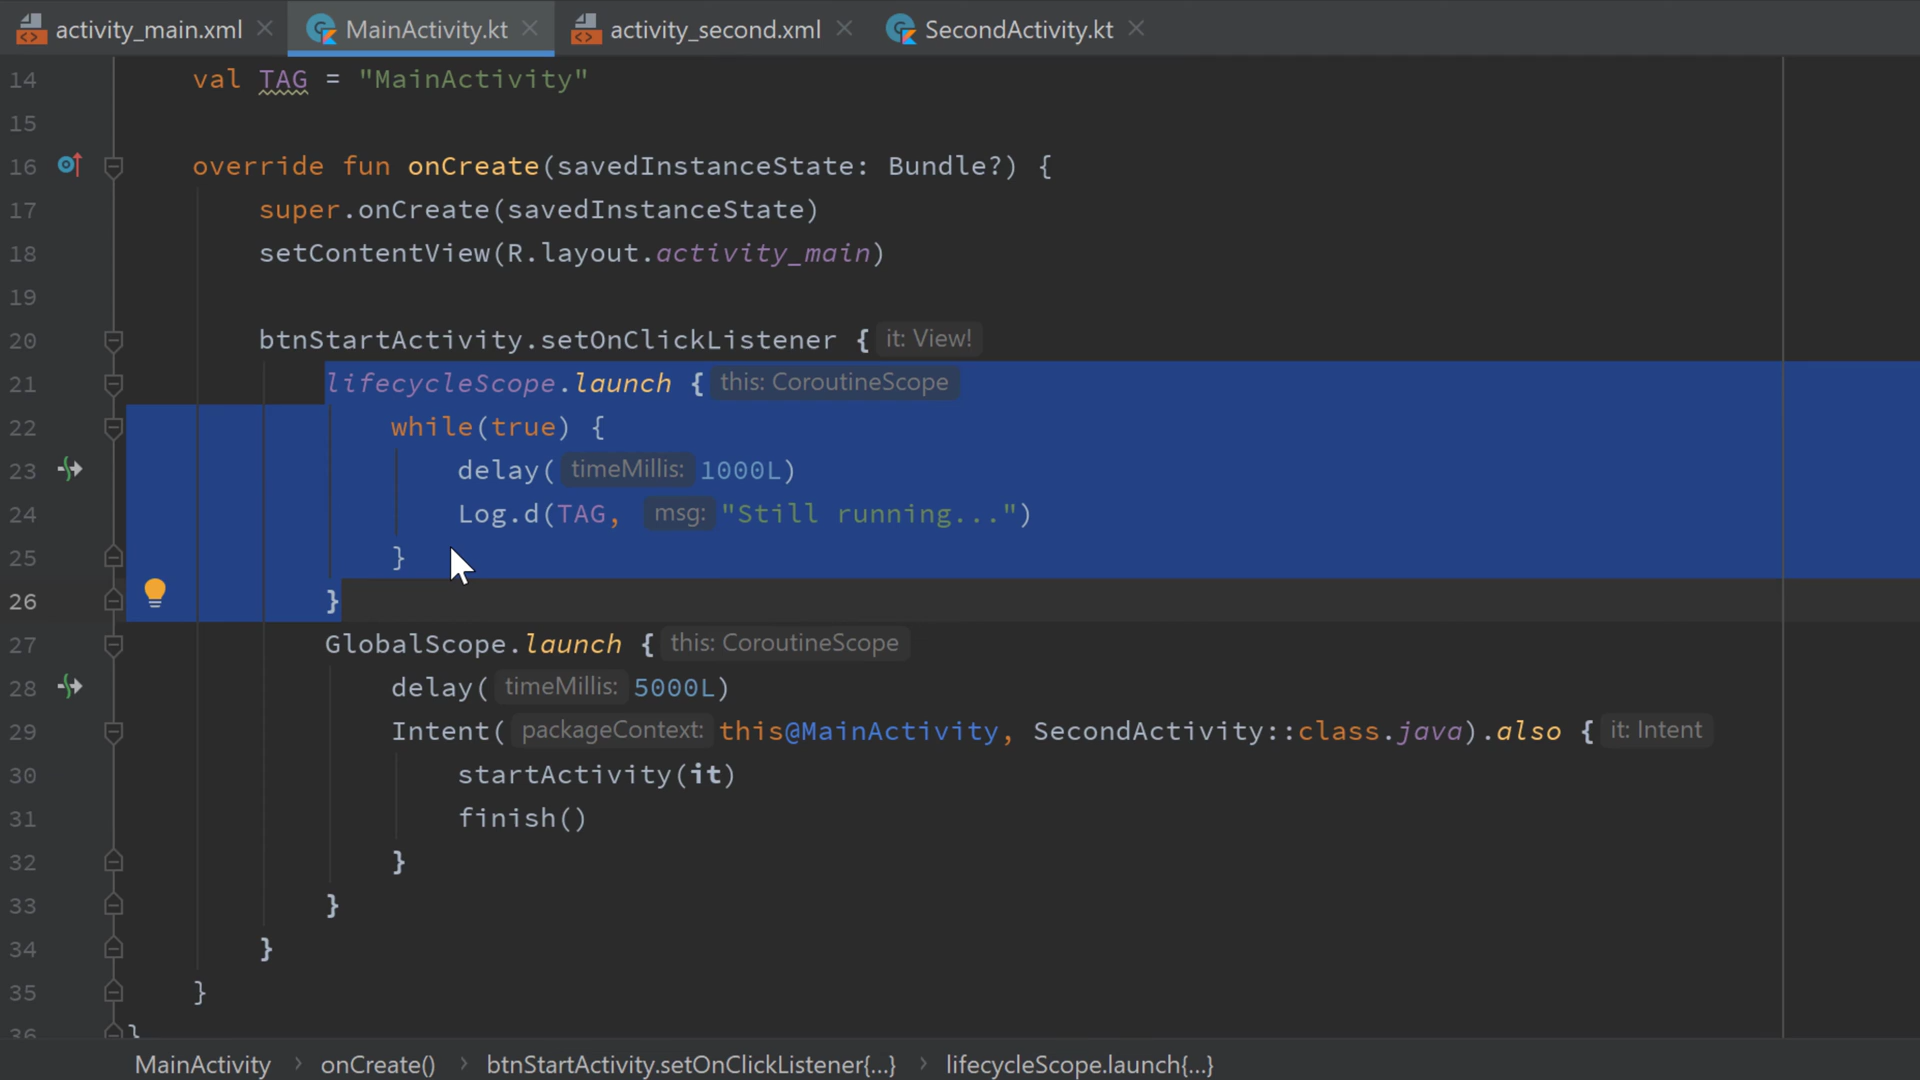 activity_main.xml MainActivity.kt activity_second.xml SecondActivity.kt
14 val TAG = "MainActivity"
15
16 override fun onCreate(savedInstanceState: Bundle?) {
17 super.onCreate(savedInstanceState)
18 setContentView(R.layout.activity_main)
19
20 btnStartActivity.setOnClickListener { it: View!
21 lifecycleScope.launch { this: CoroutineScope
22 while(true) {
23 delay( timeMillis: 1000L)
24 Log.d(TAG, msg: "Still running...")
25 }
26 }
27 GlobalScope.launch { this: CoroutineScope
28 delay( timeMillis: 5000L)
29 Intent( packageContext: this@MainActivity, SecondActivity::class.java).also { it: Intent
30 startActivity(it)
31 finish()
32 }
33 }
34 }
35 }
36 }
MainActivity › onCreate() › btnStartActivity.setOnClickListener{...} › lifecycleScope.launch{...}